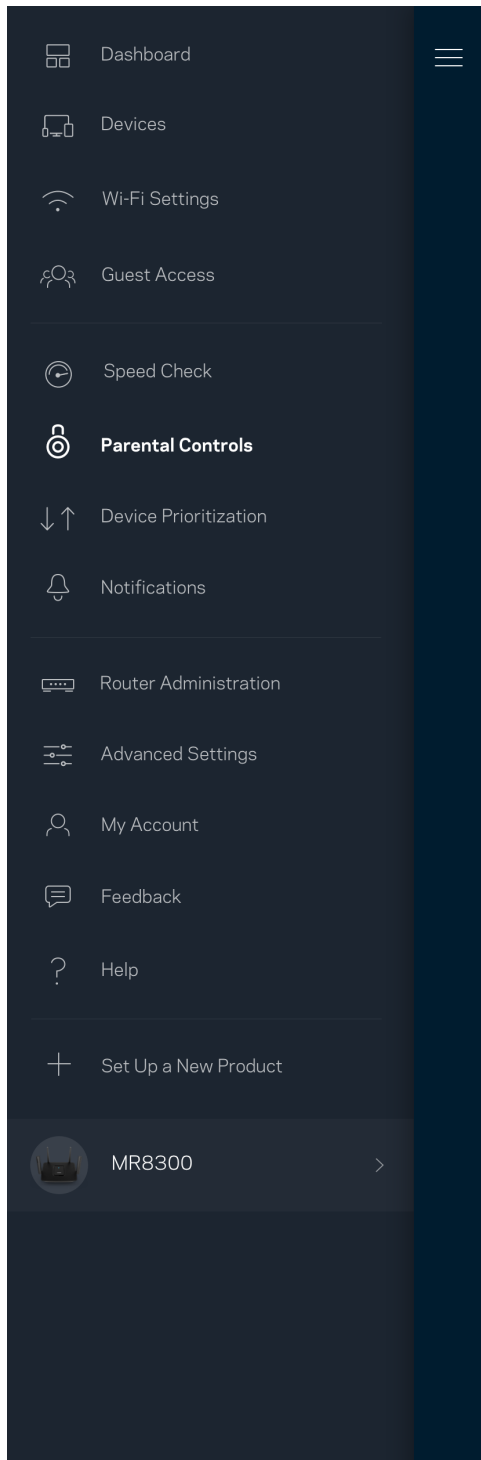 Dashboard
Devices
Wi-Fi Settings
Guest Access
Speed Check
Parental Controls
Device Prioritization
Notifications
Router Administration
Advanced Settings
My Account
Feedback
Help
Set Up a New Product
MR8300